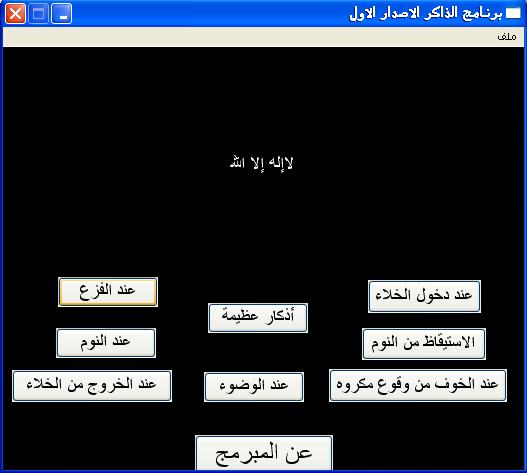 برنامج الذاكر الاصدار الاول
ملف
لاإله إلا الله
عند دخول الخلاء
عند الفزع
أذكار عظيمة
الاستيقاظ من النوم
عند النوم
عند الخوف من وقوع مكروه
عند الوضوء
عند الخروج من الخلاء
عن المبرمج